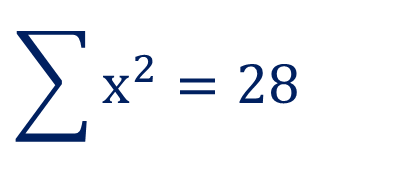 ∑ x² = 28